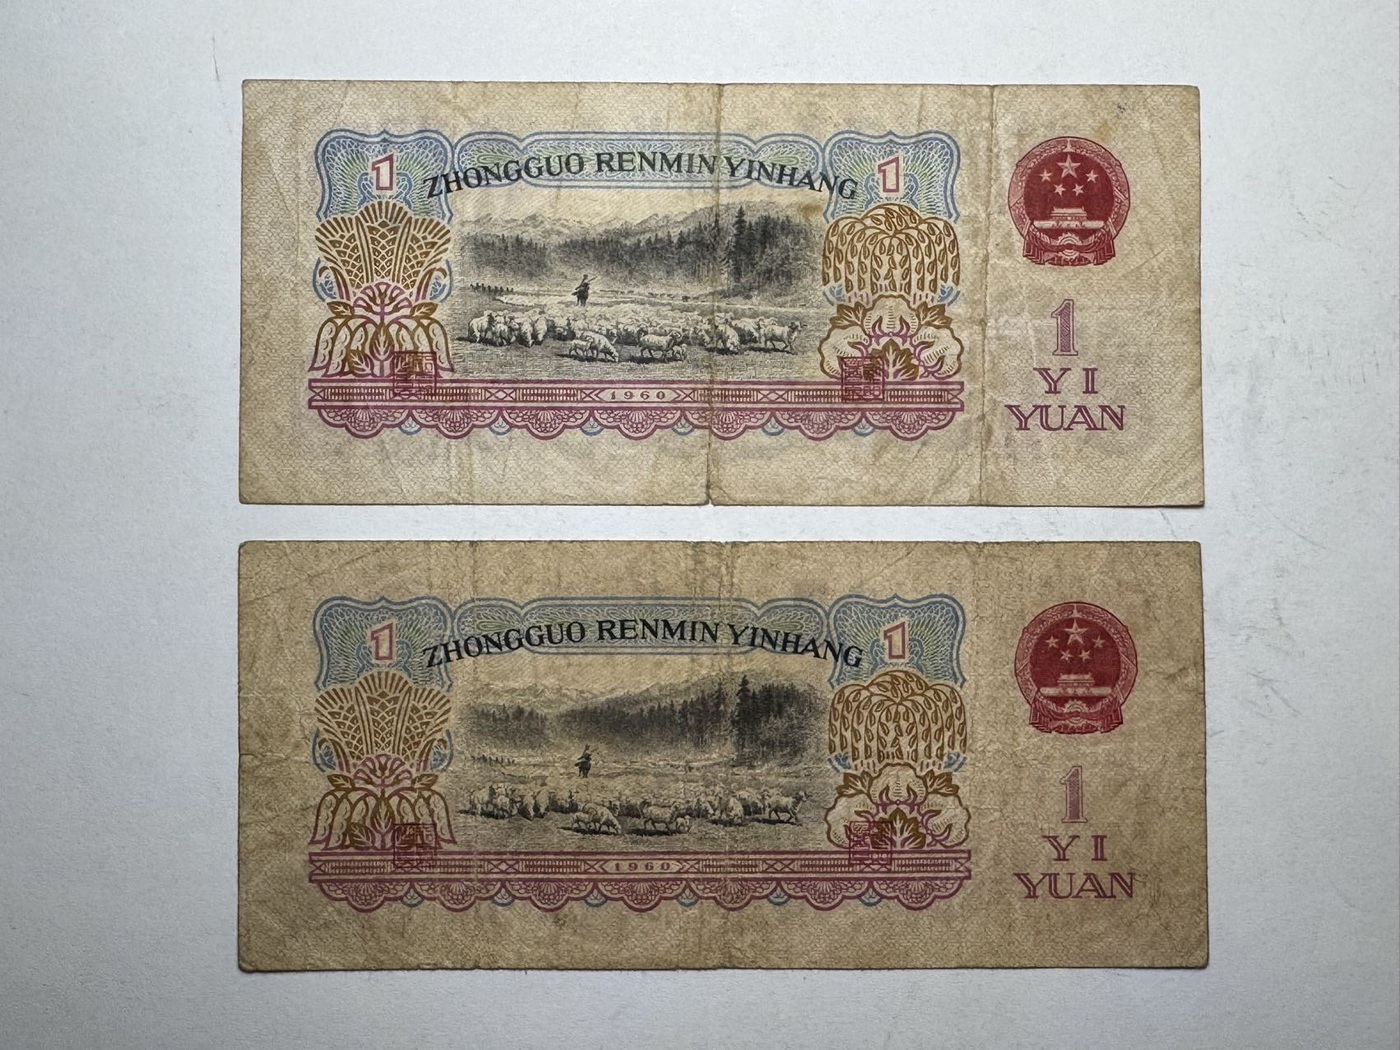 1 ZHONGGUO RENMIN YINHANG 1
1960
1
YI
YUAN
1 ZHONGGUO RENMIN YINHANG 1
1960
1
YI
YUAN